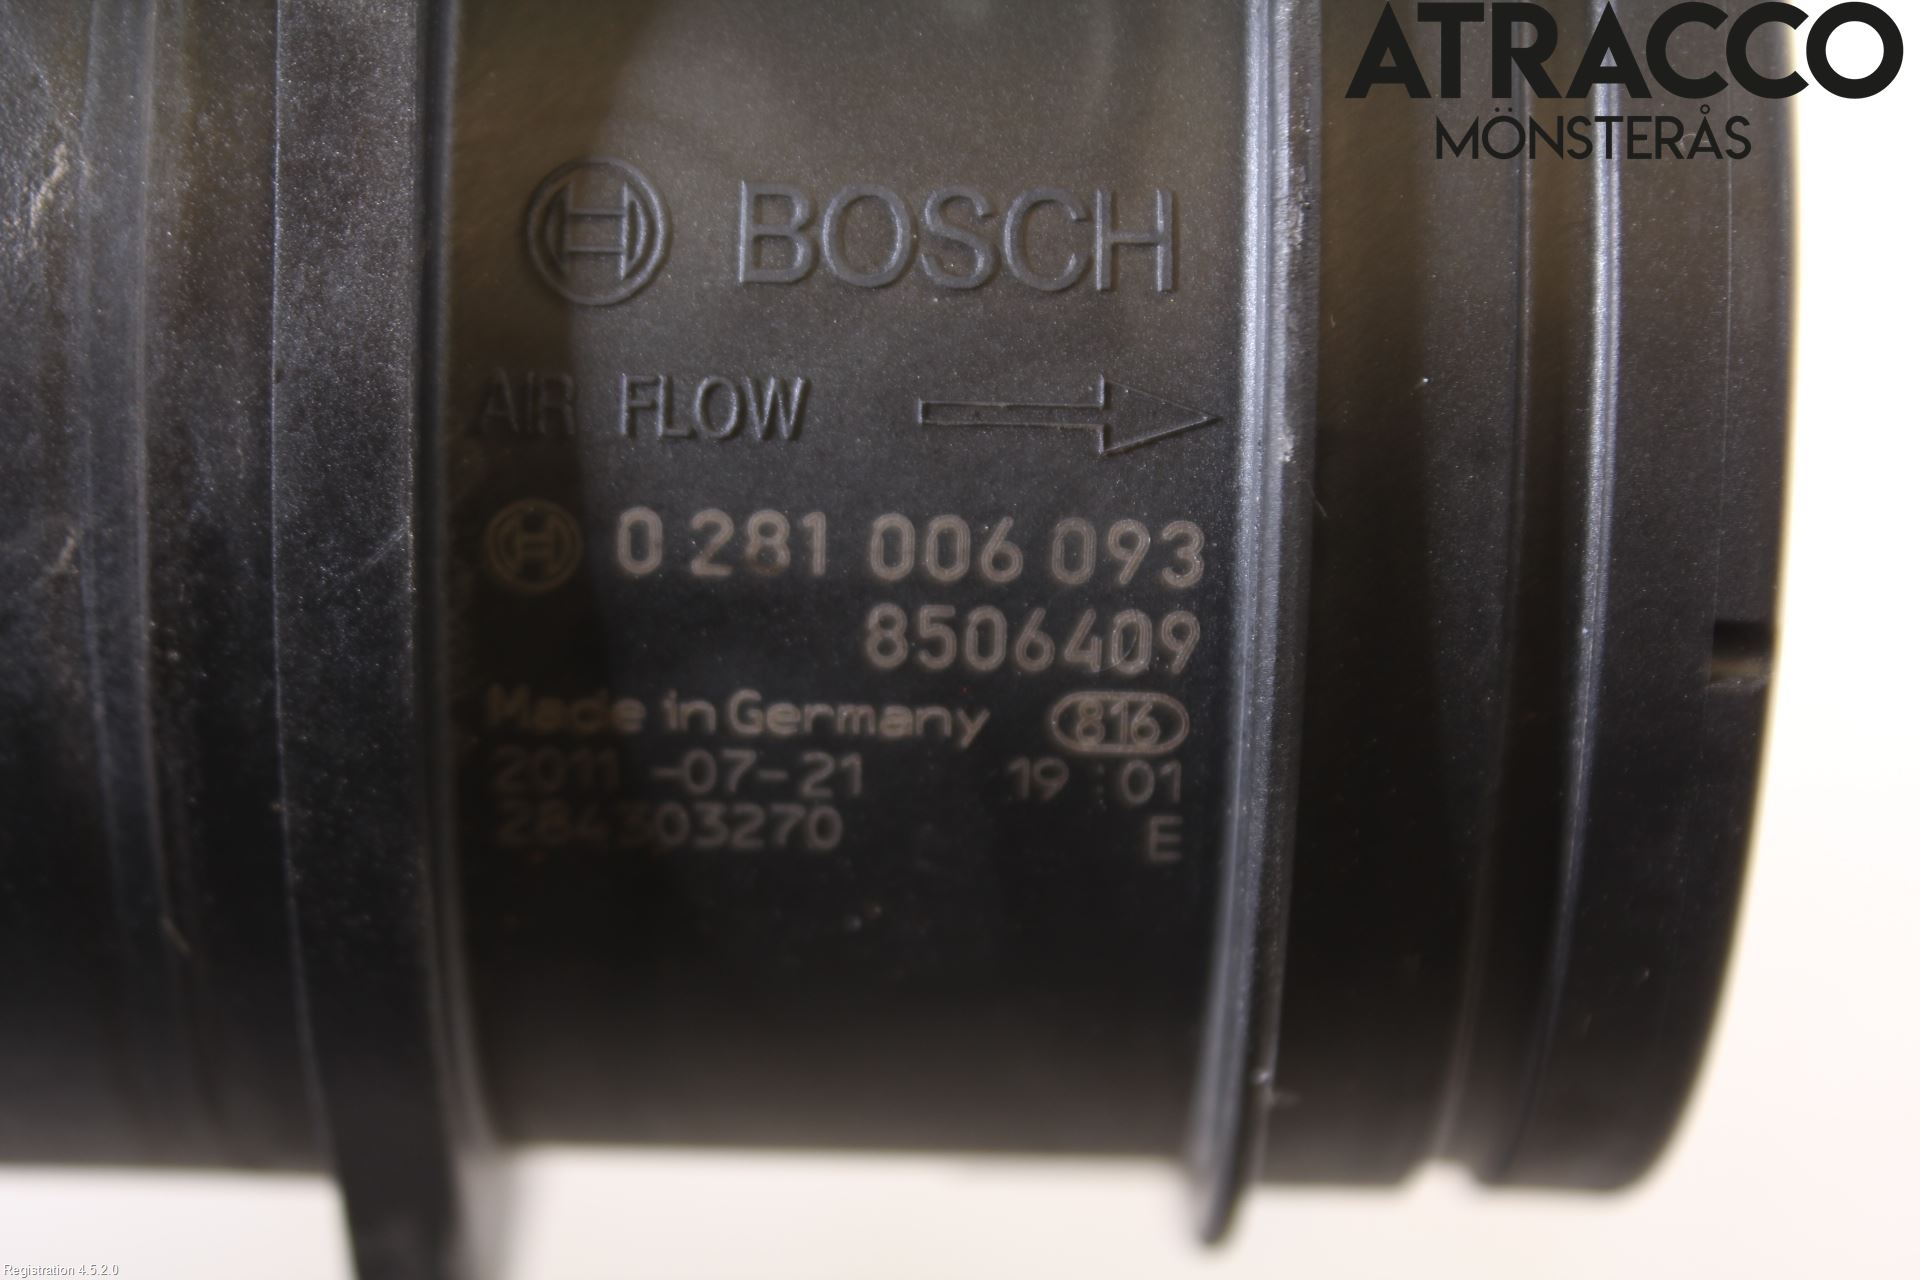 ATRACCO
MÖNSTERÅS
BOSCH
AIR FLOW
0 281 006 093
8506409
Made in Germany 816
2011-07-21 19:01
284303270 E
Registration 4.5.2.0